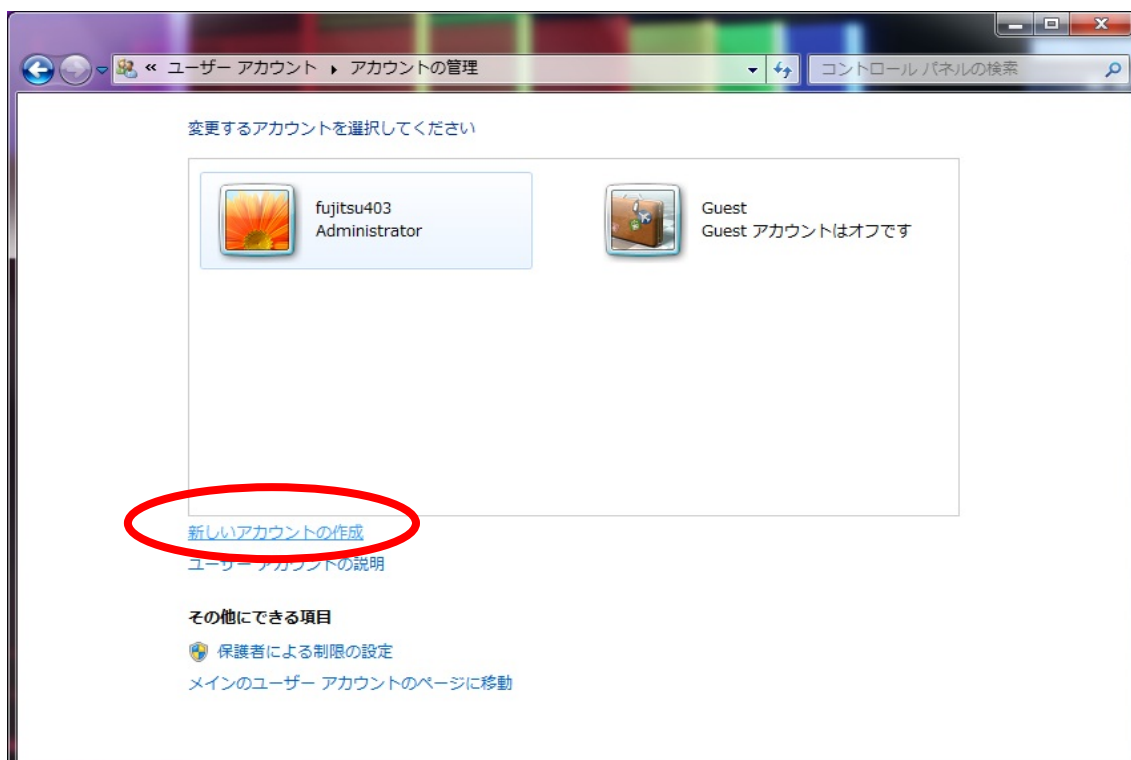 « ユーザー アカウント ▸ アカウントの管理
コントロール パネルの検索
変更するアカウントを選択してください
fujitsu403
Administrator
Guest
Guest アカウントはオフです
新しいアカウントの作成
ユーザー アカウントの説明
その他にできる項目
保護者による制限の設定
メインのユーザー アカウントのページに移動